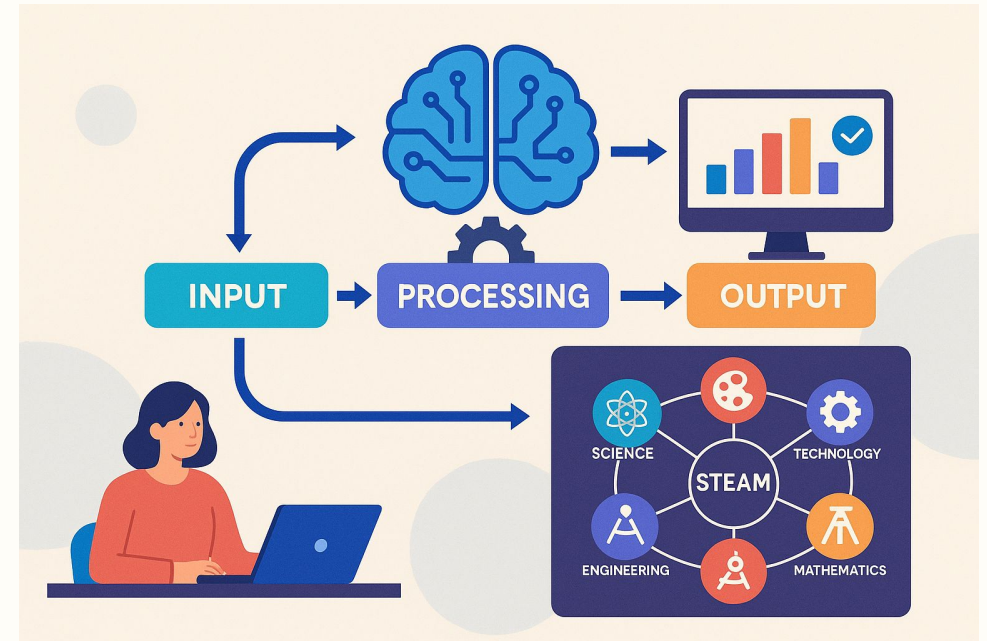 INPUT
PROCESSING
OUTPUT
SCIENCE
TECHNOLOGY
STEAM
ENGINEERING
MATHEMATICS